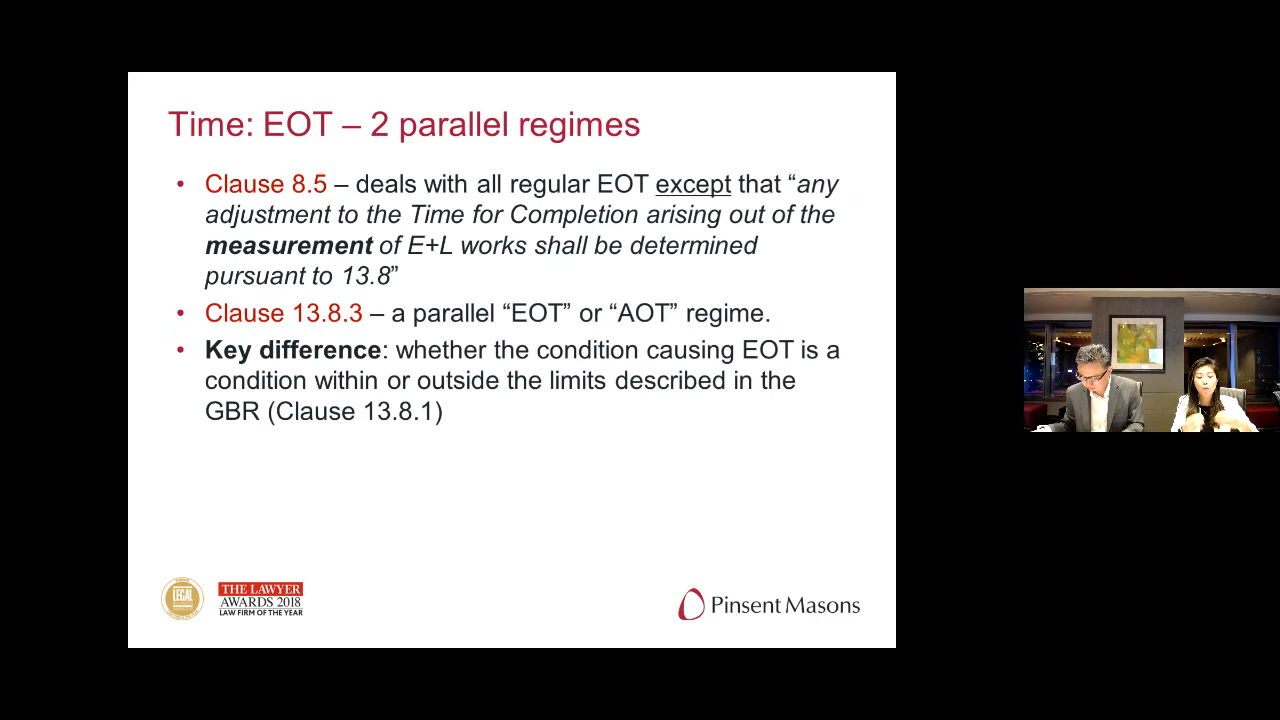 Time: EOT – 2 parallel regimes
• Clause 8.5 – deals with all regular EOT except that “any
adjustment to the Time for Completion arising out of the
measurement of E+L works shall be determined
pursuant to 13.8”
• Clause 13.8.3 – a parallel “EOT” or “AOT” regime.
• Key difference: whether the condition causing EOT is a
condition within or outside the limits described in the
GBR (Clause 13.8.1)
LEGAL
THE LAWYER
AWARDS 2018
LAW FIRM OF THE YEAR
Pinsent Masons